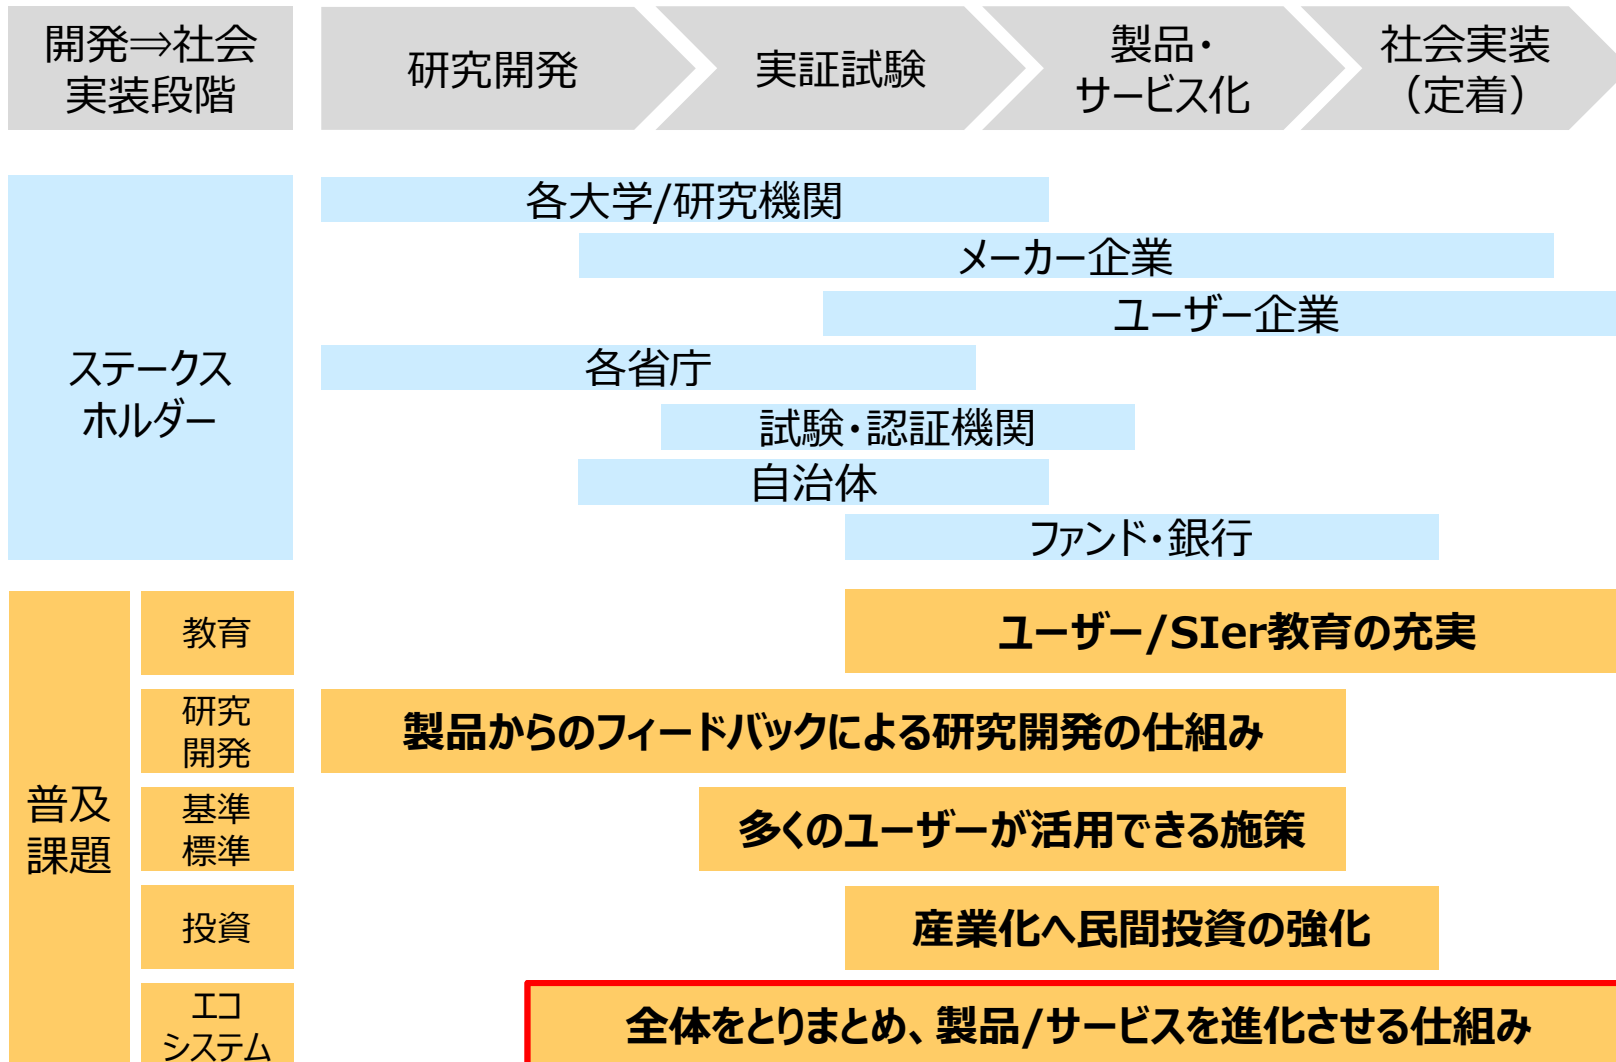 開発⇒社会
実装段階
研究開発
実証試験
製品・
サービス化
社会実装
（定着）
ステークス
ホルダー
各大学/研究機関
メーカー企業
ユーザー企業
各省庁
試験・認証機関
自治体
ファンド・銀行
普及
課題
教育
ユーザー/SIer教育の充実
研究
開発
製品からのフィードバックによる研究開発の仕組み
基準
標準
多くのユーザーが活用できる施策
投資
産業化へ民間投資の強化
エコ
システム
全体をとりまとめ、製品/サービスを進化させる仕組み